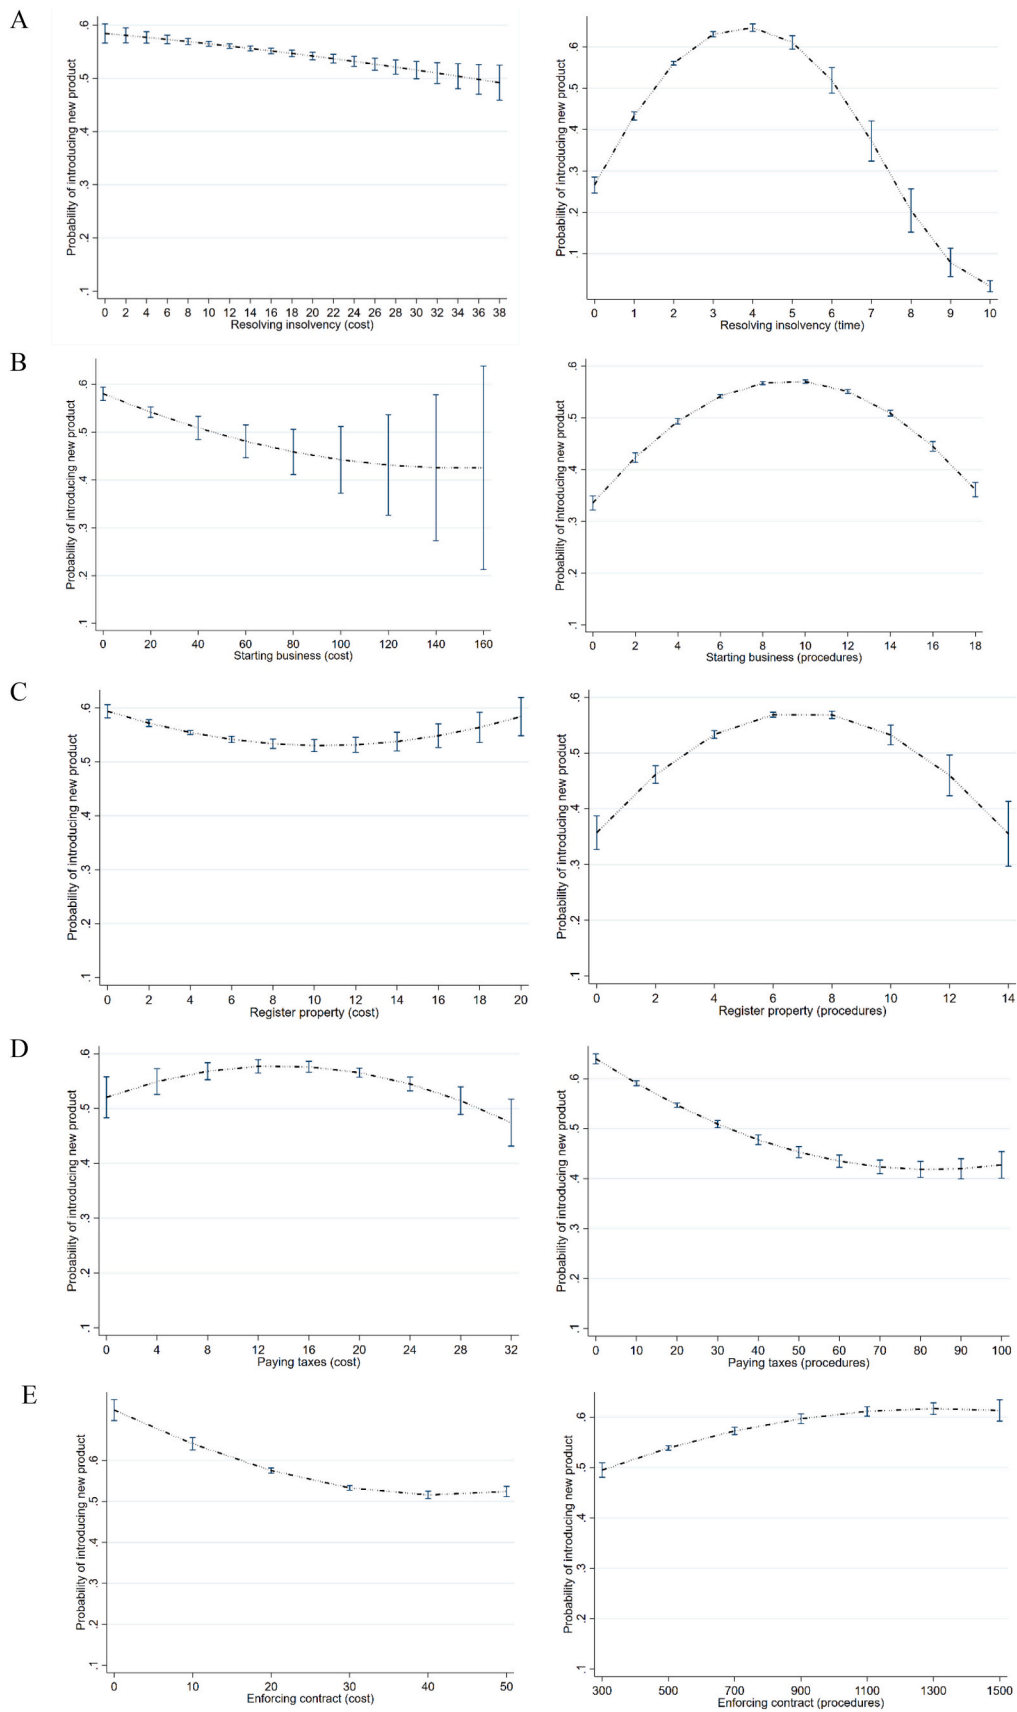 A
Probability of introducing new product
.6
.5
.4
.3
.2
.1
0 2 4 6 8 10 12 14 16 18 20 22 24 26 28 30 32 34 36 38
Resolving insolvency (cost)
Probability of introducing new product
.6
.5
.4
.3
.2
.1
0 1 2 3 4 5 6 7 8 9 10
Resolving insolvency (time)
B
Probability of introducing new product
.6
.5
.4
.3
.2
.1
0 20 40 60 80 100 120 140 160
Starting business (cost)
Probability of introducing new product
.6
.5
.4
.3
.2
.1
0 2 4 6 8 10 12 14 16 18
Starting business (procedures)
C
Probability of introducing new product
.6
.5
.4
.3
.2
.1
0 2 4 6 8 10 12 14 16 18 20
Register property (cost)
Probability of introducing new product
.6
.5
.4
.3
.2
.1
0 2 4 6 8 10 12 14
Register property (procedures)
D
Probability of introducing new product
.6
.5
.4
.3
.2
.1
0 4 8 12 16 20 24 28 32
Paying taxes (cost)
Probability of introducing new product
.6
.5
.4
.3
.2
.1
0 10 20 30 40 50 60 70 80 90 100
Paying taxes (procedures)
E
Probability of introducing new product
.6
.5
.4
.3
.2
.1
0 10 20 30 40 50
Enforcing contract (cost)
Probability of introducing new product
.6
.5
.4
.3
.2
.1
300 500 700 900 1100 1300 1500
Enforcing contract (procedures)